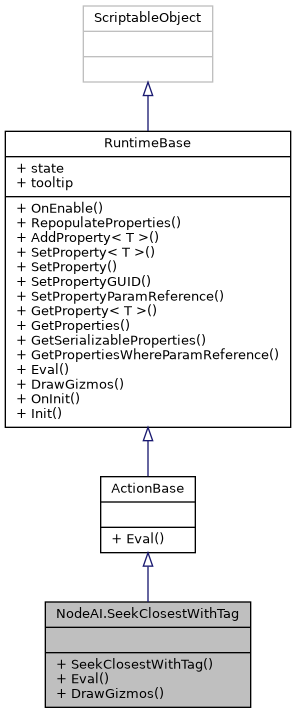 ScriptableObject
RuntimeBase
+ state
+ tooltip
+ OnEnable()
+ RepopulateProperties()
+ AddProperty< T >()
+ SetProperty< T >()
+ SetProperty()
+ SetPropertyGUID()
+ SetPropertyParamReference()
+ GetProperty< T >()
+ GetProperties()
+ GetSerializableProperties()
+ GetPropertiesWhereParamReference()
+ Eval()
+ DrawGizmos()
+ OnInit()
+ Init()
ActionBase
+ Eval()
NodeAI.SeekClosestWithTag
+ SeekClosestWithTag()
+ Eval()
+ DrawGizmos()